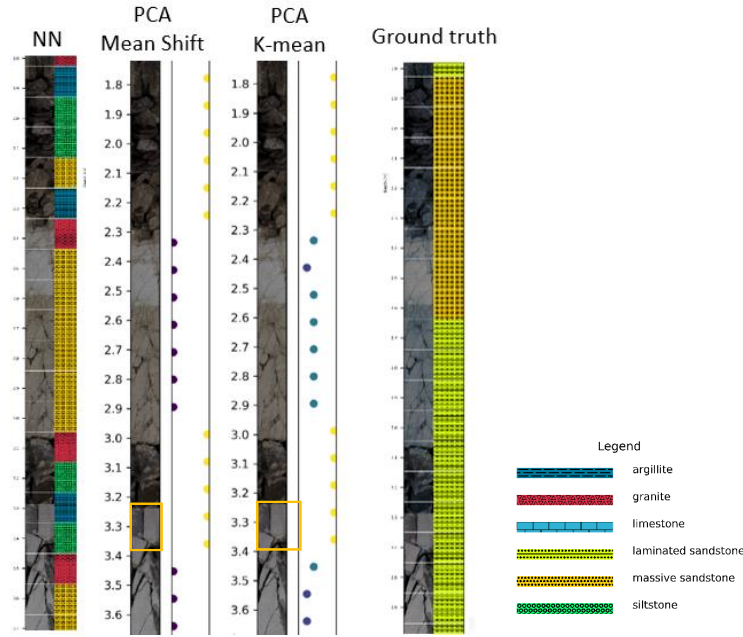 NN
PCA
Mean Shift
PCA
K-mean
Ground truth
1.8
1.9
2.0
2.1
2.2
2.3
2.4
2.5
2.6
2.7
2.8
2.9
3.0
3.1
3.2
3.3
3.4
3.5
3.6
1.8
1.9
2.0
2.1
2.2
2.3
2.4
2.5
2.6
2.7
2.8
2.9
3.0
3.1
3.2
3.3
3.4
3.5
3.6
Legend
argillite
granite
limestone
laminated sandstone
massive sandstone
siltstone